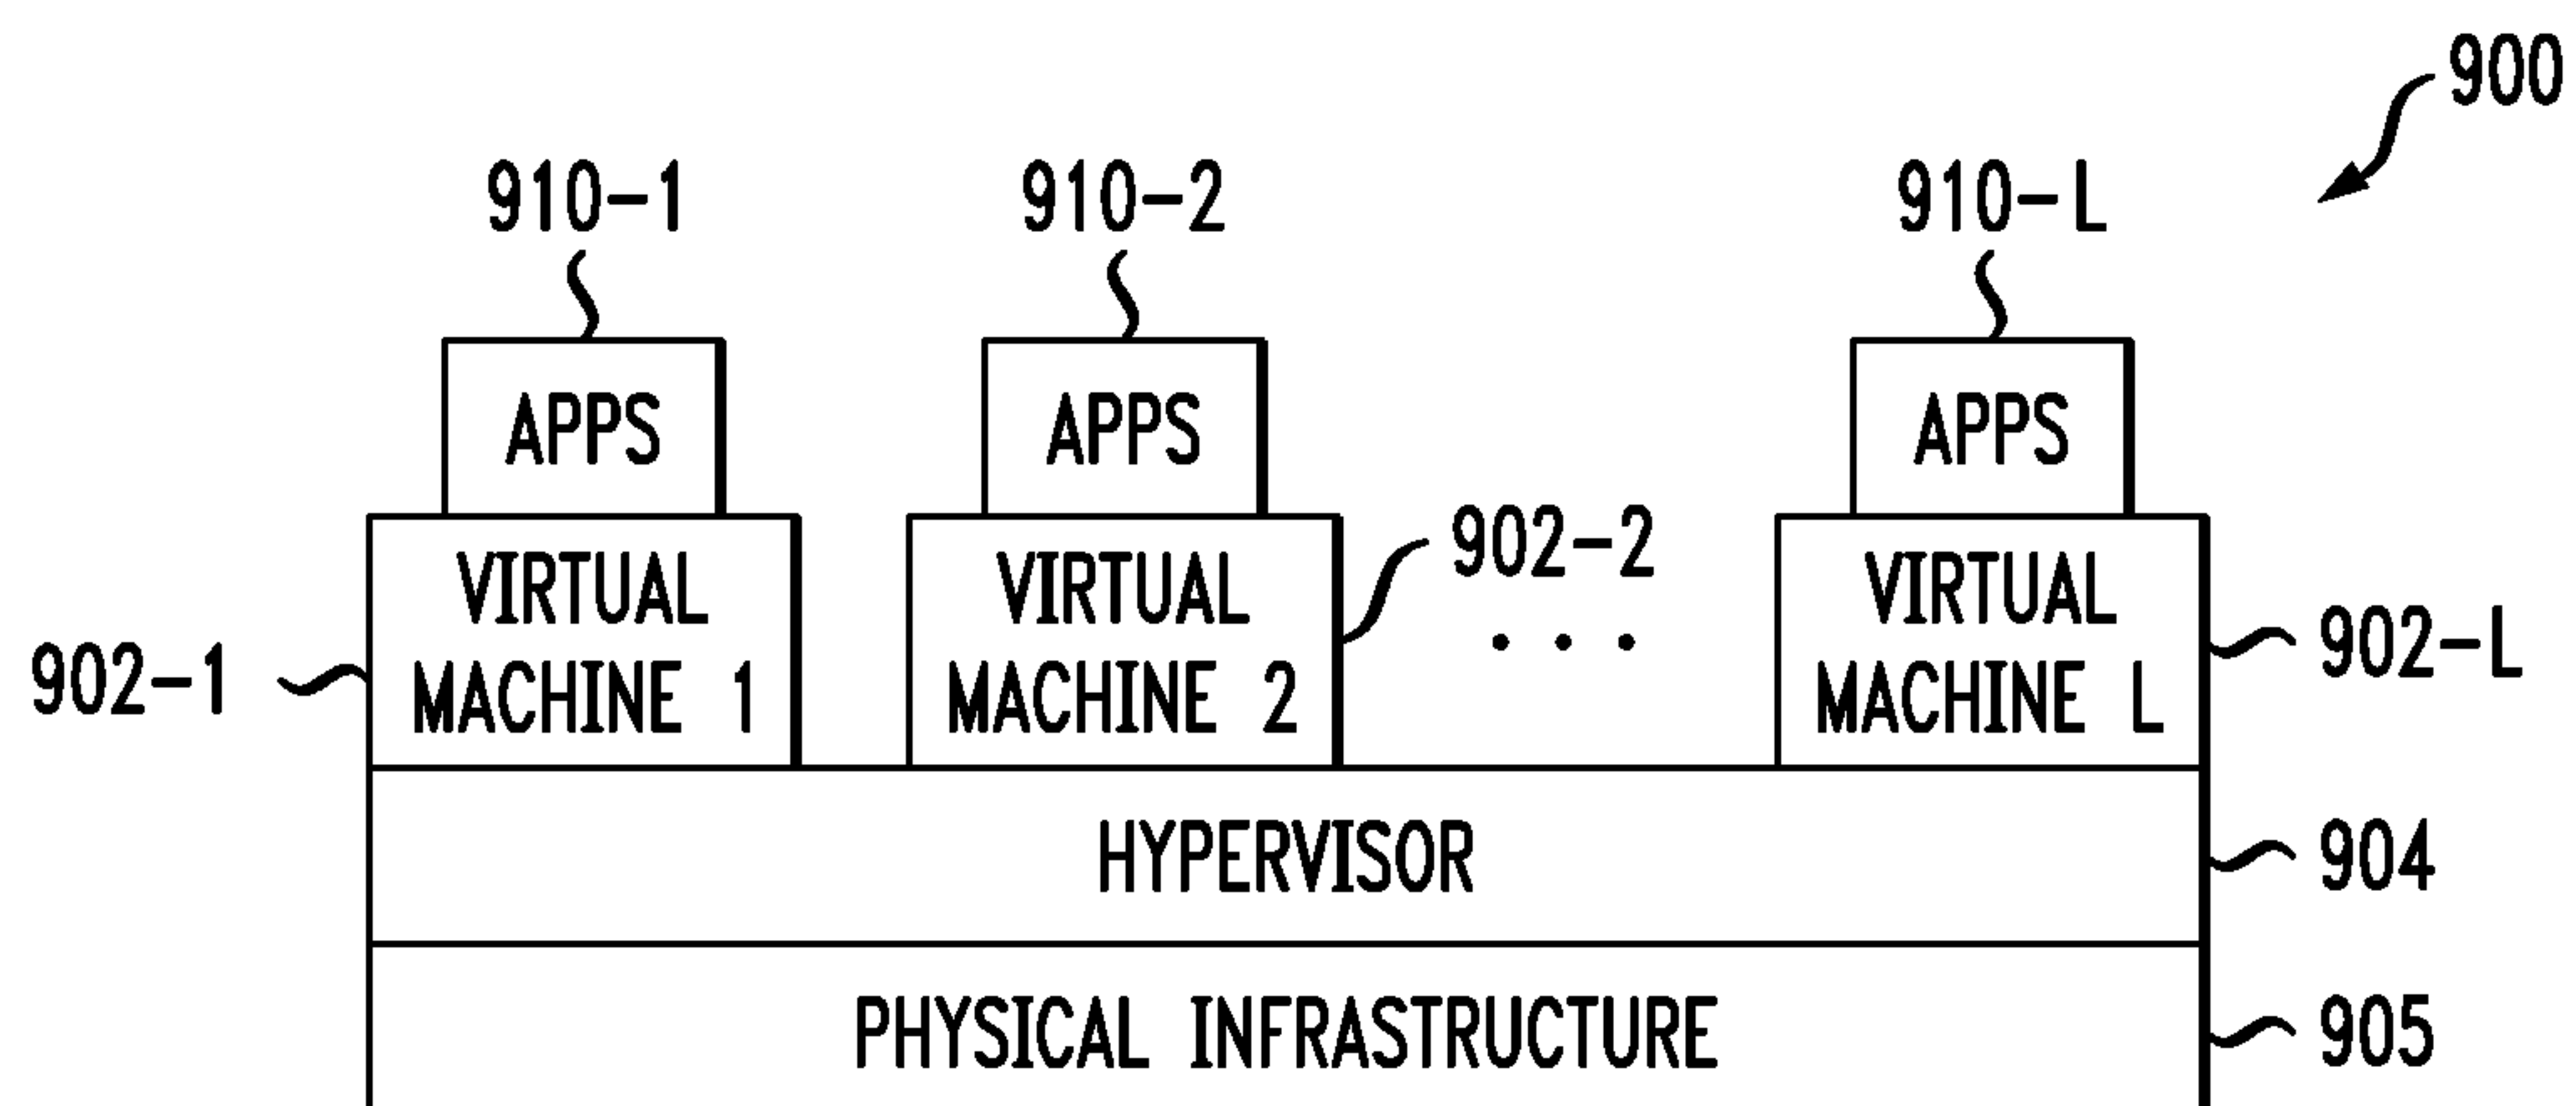 900
910-1 910-2 910-L
APPS APPS APPS
902-2
VIRTUAL VIRTUAL VIRTUAL
902-1 MACHINE 1 MACHINE 2 . . . MACHINE L 902-L
HYPERVISOR 904
PHYSICAL INFRASTRUCTURE 905